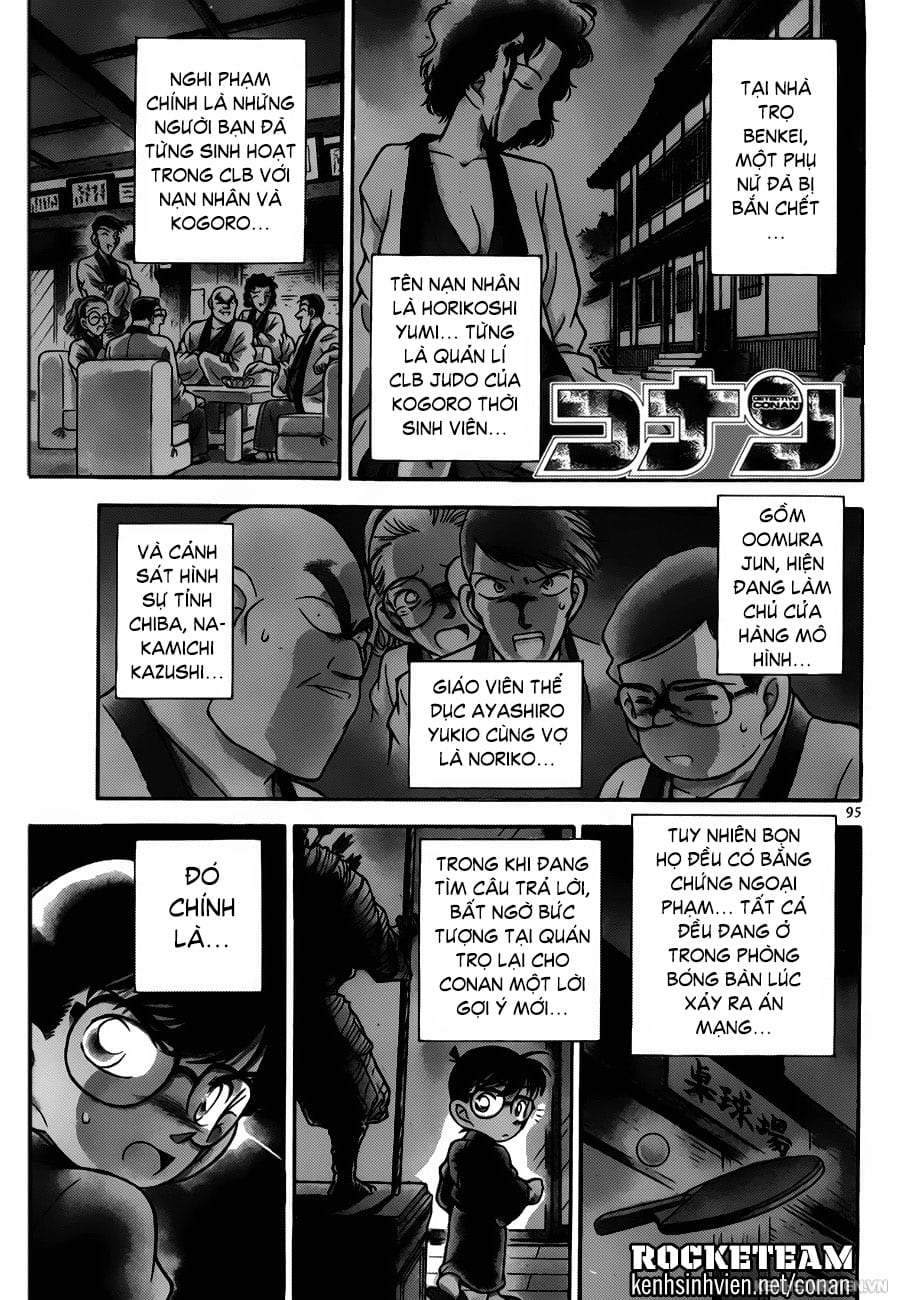 TẠI NHÀ
TRỌ
BENKEI,
MỘT PHỤ
NỮ ĐÃ BỊ
BẮN CHẾT
...
TÊN NẠN NHÂN
LÀ HORIKOSHI
YUMI... TỪNG
LÀ QUẢN LÍ
CLB JUDO CỦA
KOGORO THỜI
SINH VIÊN...
NGHI PHẠM
CHÍNH LÀ NHỮNG
NGƯỜI BẠN ĐÃ
TỪNG SINH HOẠT
TRONG CLB VỚI
NẠN NHÂN VÀ
KOGORO...
DETECTIVE
CONAN
コナン
GỒM
OOMURA
JUN, HIỆN
ĐANG LÀM
CHỦ CỬA
HÀNG MÔ
HÌNH...
GIÁO VIÊN THỂ
DỤC AYASHIRO
YUKIO CÙNG VỢ
LÀ NORIKO...
VÀ CẢNH
SÁT HÌNH
SỰ TỈNH
CHIBA, NA-
KAMICHI
KAZUSHI...
95
TUY NHIÊN BỌN
HỌ ĐỀU CÓ BẰNG
CHỨNG NGOẠI
PHẠM... TẤT CẢ
ĐỀU ĐANG Ở
TRONG PHÒNG
BÓNG BÀN LÚC
XẢY RA ÁN
MẠNG...
卓球場
TRONG KHI ĐANG
TÌM CÂU TRẢ LỜI,
BẤT NGỜ BỨC
TƯỢNG TẠI QUÁN
TRỌ LẠI CHO
CONAN MỘT LỜI
GỢI Ý MỚI...
ĐÓ
CHÍNH
LÀ...
ROCKETEAM
kenhsinhvien.net/conan